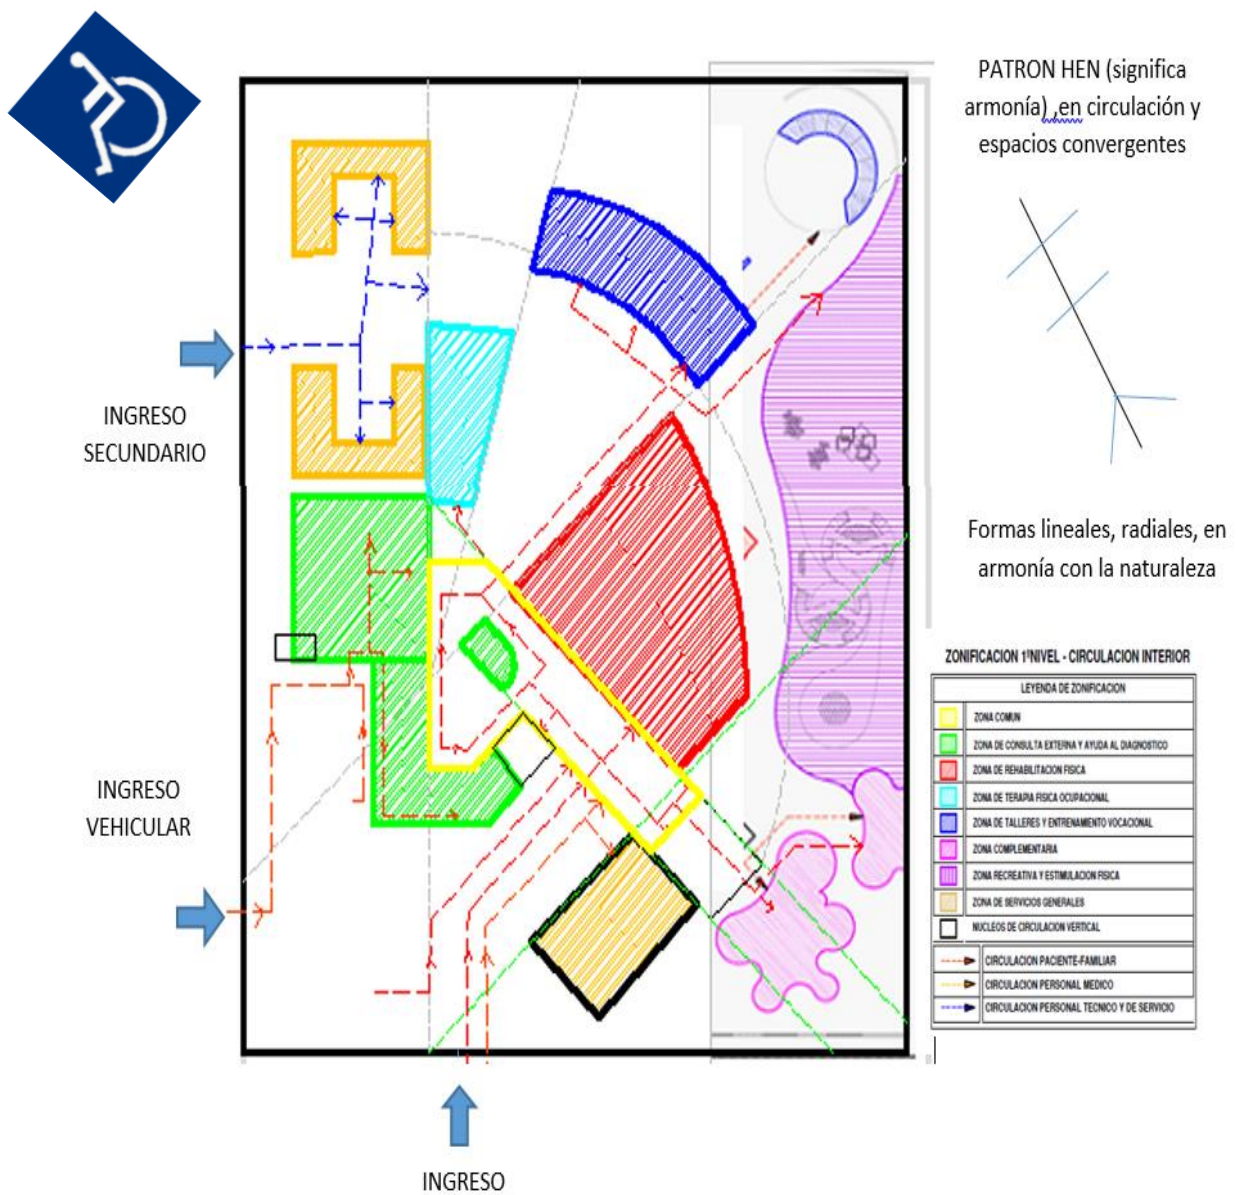 PATRON HEN (significa
armonía) ,en circulación y
espacios convergentes
INGRESO
SECUNDARIO
Formas lineales, radiales, en
armonía con la naturaleza
ZONIFICACION 1ºNIVEL - CIRCULACION INTERIOR
LEYENDA DE ZONIFICACION
ZONA COMUN
ZONA DE CONSULTA EXTERNA Y AYUDA AL DIAGNOSTICO
ZONA DE REHABILITACION FISICA
ZONA DE TERAPIA FISICA OCUPACIONAL
ZONA DE TALLERES Y ENTRENAMIENTO VOCACIONAL
ZONA COMPLEMENTARIA
ZONA RECREATIVA Y ESTIMULACION FISICA
ZONA DE SERVICIOS GENERALES
NUCLEOS DE CIRCULACION VERTICAL
CIRCULACION PACIENTE-FAMILIAR
CIRCULACION PERSONAL MEDICO
CIRCULACION PERSONAL TECNICO Y DE SERVICIO
INGRESO
VEHICULAR
INGRESO